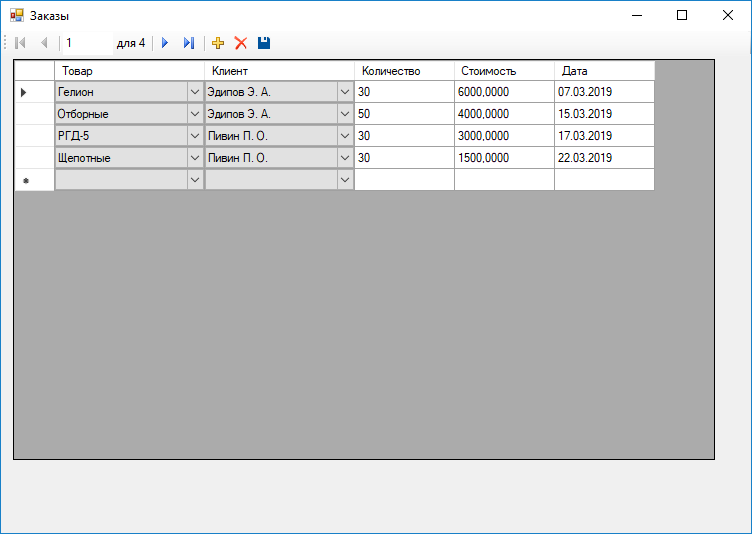 Заказы
1 для 4
Товар Клиент Количество Стоимость Дата
Гелион Эдипов Э. А. 30 6000,0000 07.03.2019
Отборные Эдипов Э. А. 50 4000,0000 15.03.2019
РГД-5 Пивин П. О. 30 3000,0000 17.03.2019
Щепотные Пивин П. О. 30 1500,0000 22.03.2019